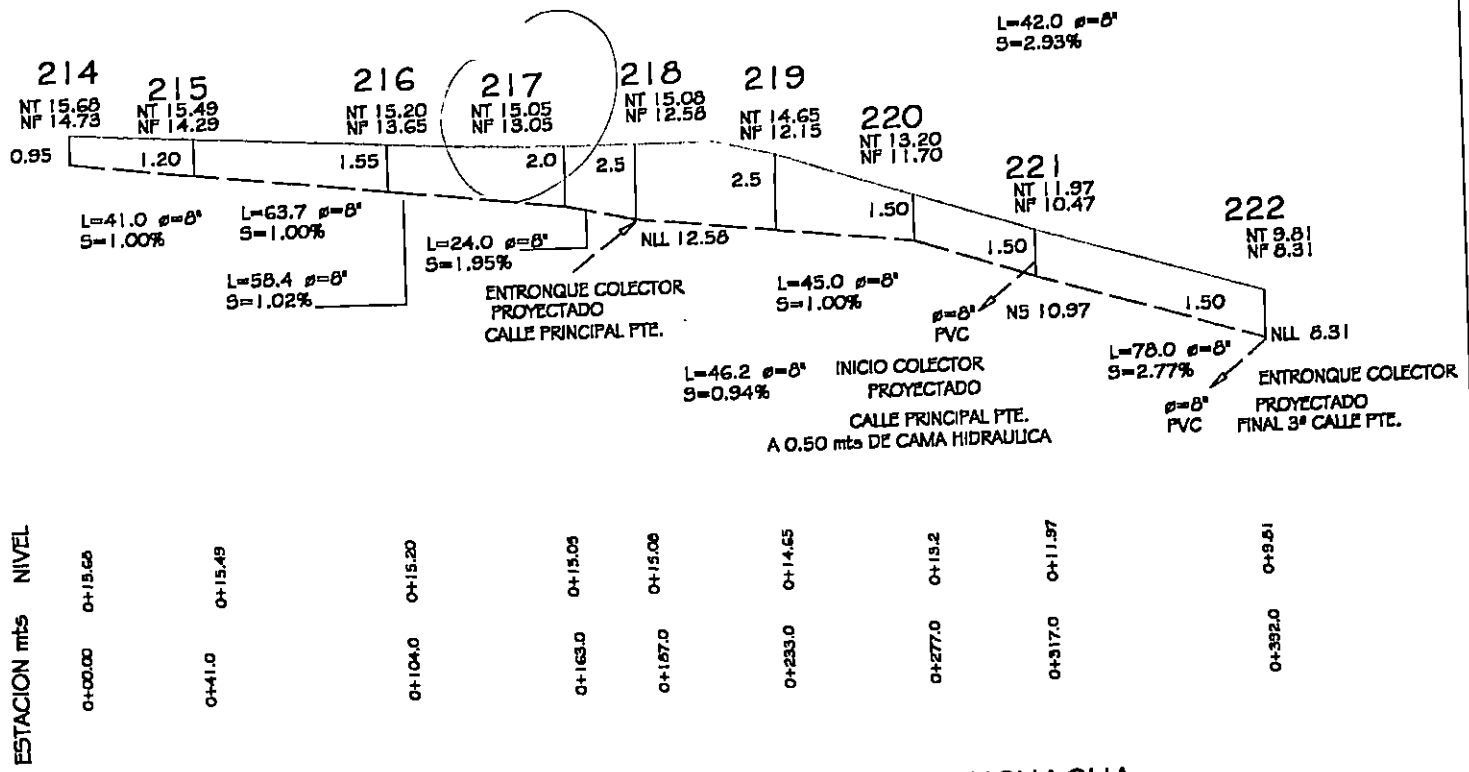 L=42.0 ø=8"
S=2.93%
214
NT 15.68
NF 14.73
215
NT 15.49
NF 14.29
216
NT 15.20
NF 13.65
217
NT 15.05
NF 13.05
218
NT 15.08
NF 12.58
219
NT 14.65
NF 12.15
220
NT 13.20
NF 11.70
221
NT 11.97
NF 10.47
222
NT 9.81
NF 8.31
0.95
1.20
1.55
2.0
2.5
2.5
1.50
1.50
1.50
L=41.0 ø=8"
S=1.00%
L=63.7 ø=8"
S=1.00%
L=58.4 ø=8"
S=1.02%
L=24.0 ø=8"
S=1.95%
NLL 12.58
ENTRONQUE COLECTOR
PROYECTADO
CALLE PRINCIPAL PTE.
L=45.0 ø=8"
S=1.00%
L=46.2 ø=8"
S=0.94%
ø=8"
PVC
NS 10.97
INICIO COLECTOR
PROYECTADO
CALLE PRINCIPAL PTE.
A 0.50 mts DE CAMA HIDRAULICA
L=78.0 ø=8"
S=2.77%
NLL 8.31
ø=8"
PVC
ENTRONQUE COLECTOR
PROYECTADO
FINAL 3ª CALLE PTE.
NIVEL
0+15.68
0+15.49
0+15.20
0+15.05
0+15.08
0+14.65
0+13.2
0+11.97
0+9.81
ESTACION mts
0+00.00
0+41.0
0+104.0
0+163.0
0+187.0
0+233.0
0+277.0
0+317.0
0+392.0